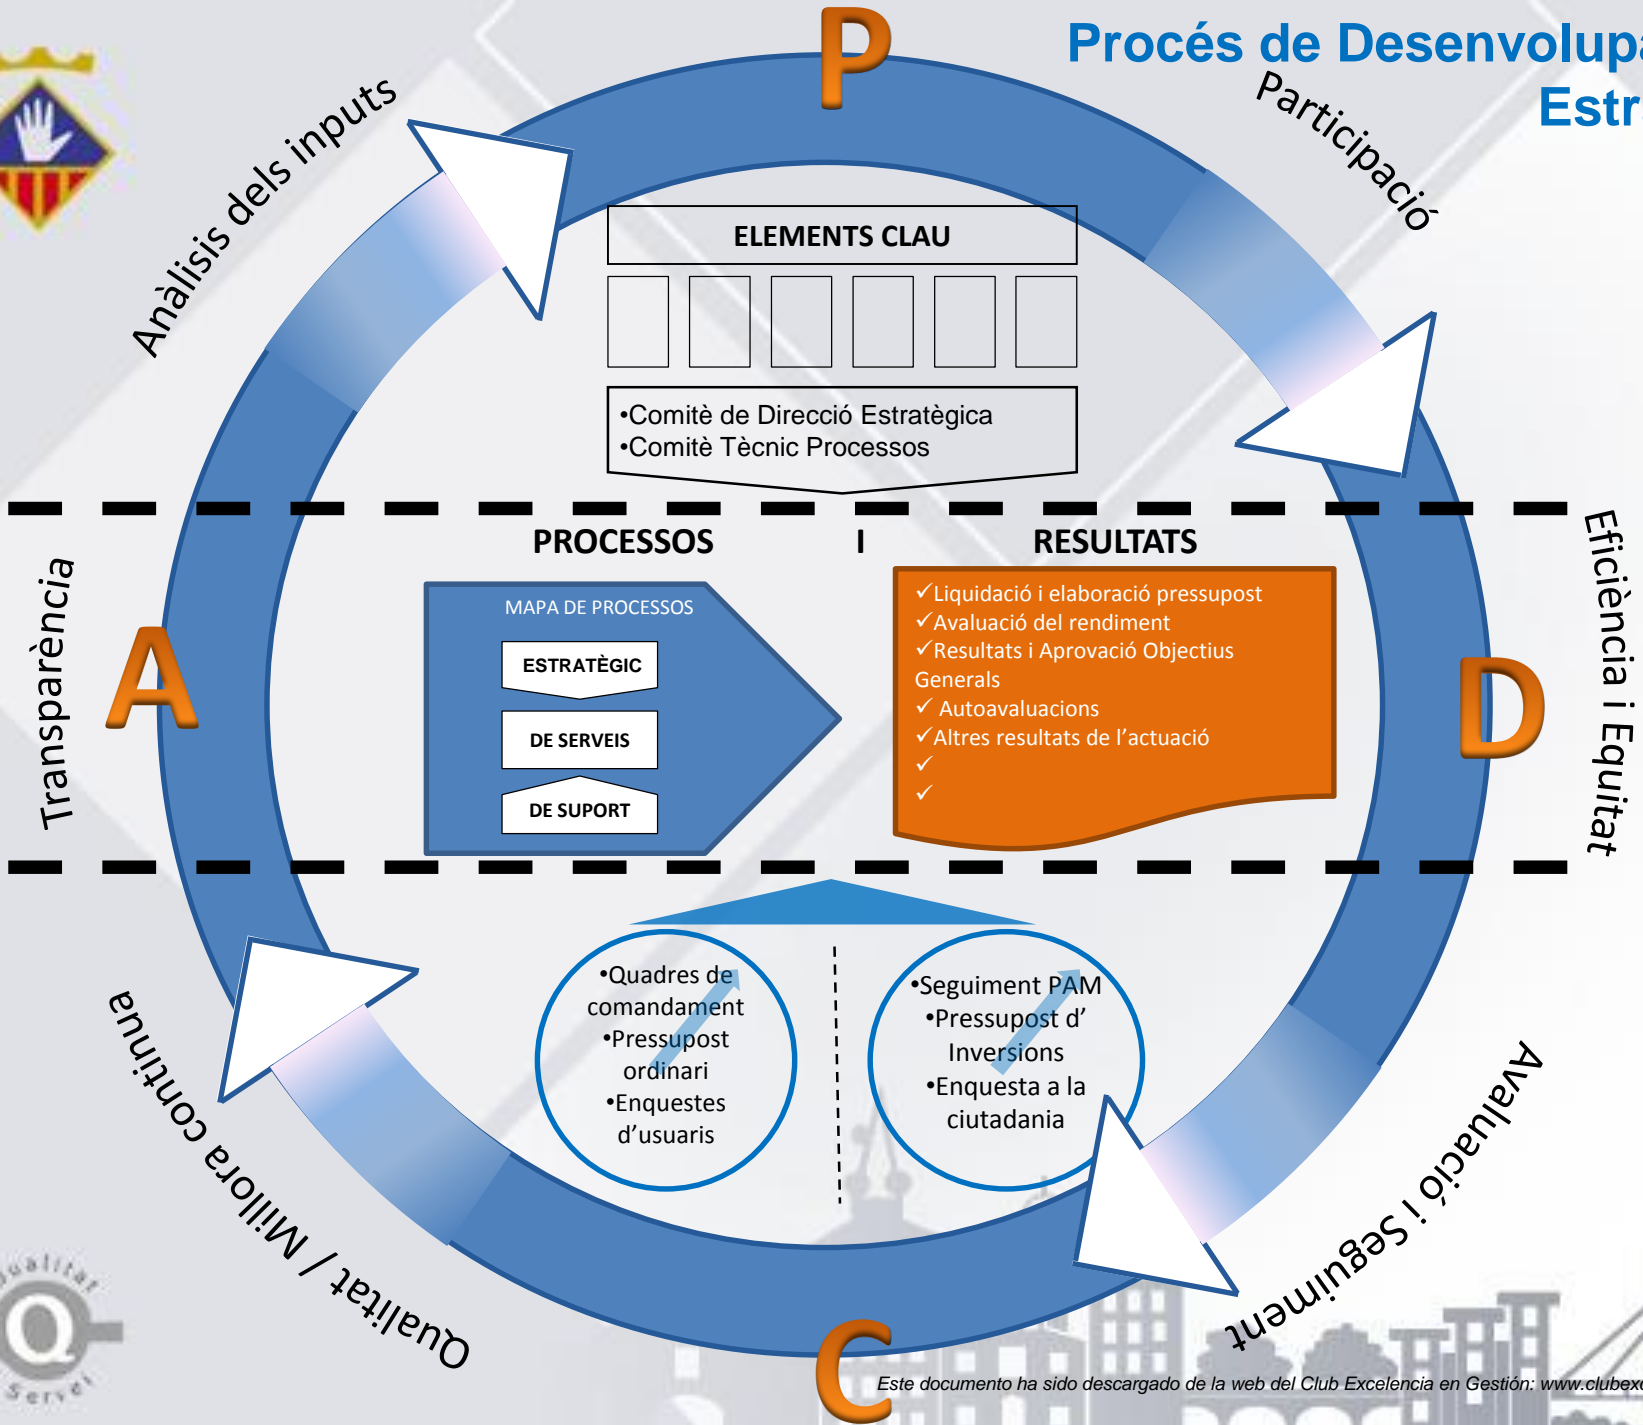 P
Procés de
Estr
Anàlisis dels inputs
Participació
ELEMENTS CLAU
•Comitè de Direcció Estratègica
•Comitè Tècnic Processos
PROCESSOS I RESULTATS
Transparència
A
MAPA DE PROCESSOS
ESTRATÈGIC
DE SERVEIS
DE SUPORT
✓Liquidació i elaboració pressupost
✓Avaluació del rendiment
✓Resultats i Aprovació Objectius
Generals
✓ Autoavaluacions
✓Altres resultats de l’actuació
✓
✓
D
Eficiència i Equitat
•Quadres de
comandament
•Pressupost
ordinari
•Enquestes
d’usuaris
•Seguiment PAM
•Pressupost d’
Inversions
•Enquesta a la
ciutadania
Qualitat / Millora continua
Avaluació i Seguiment
C
Qualitat
Q
Servei
Este documento ha sido descargado de la web del Club Excelencia en Gestión: www.clubexc